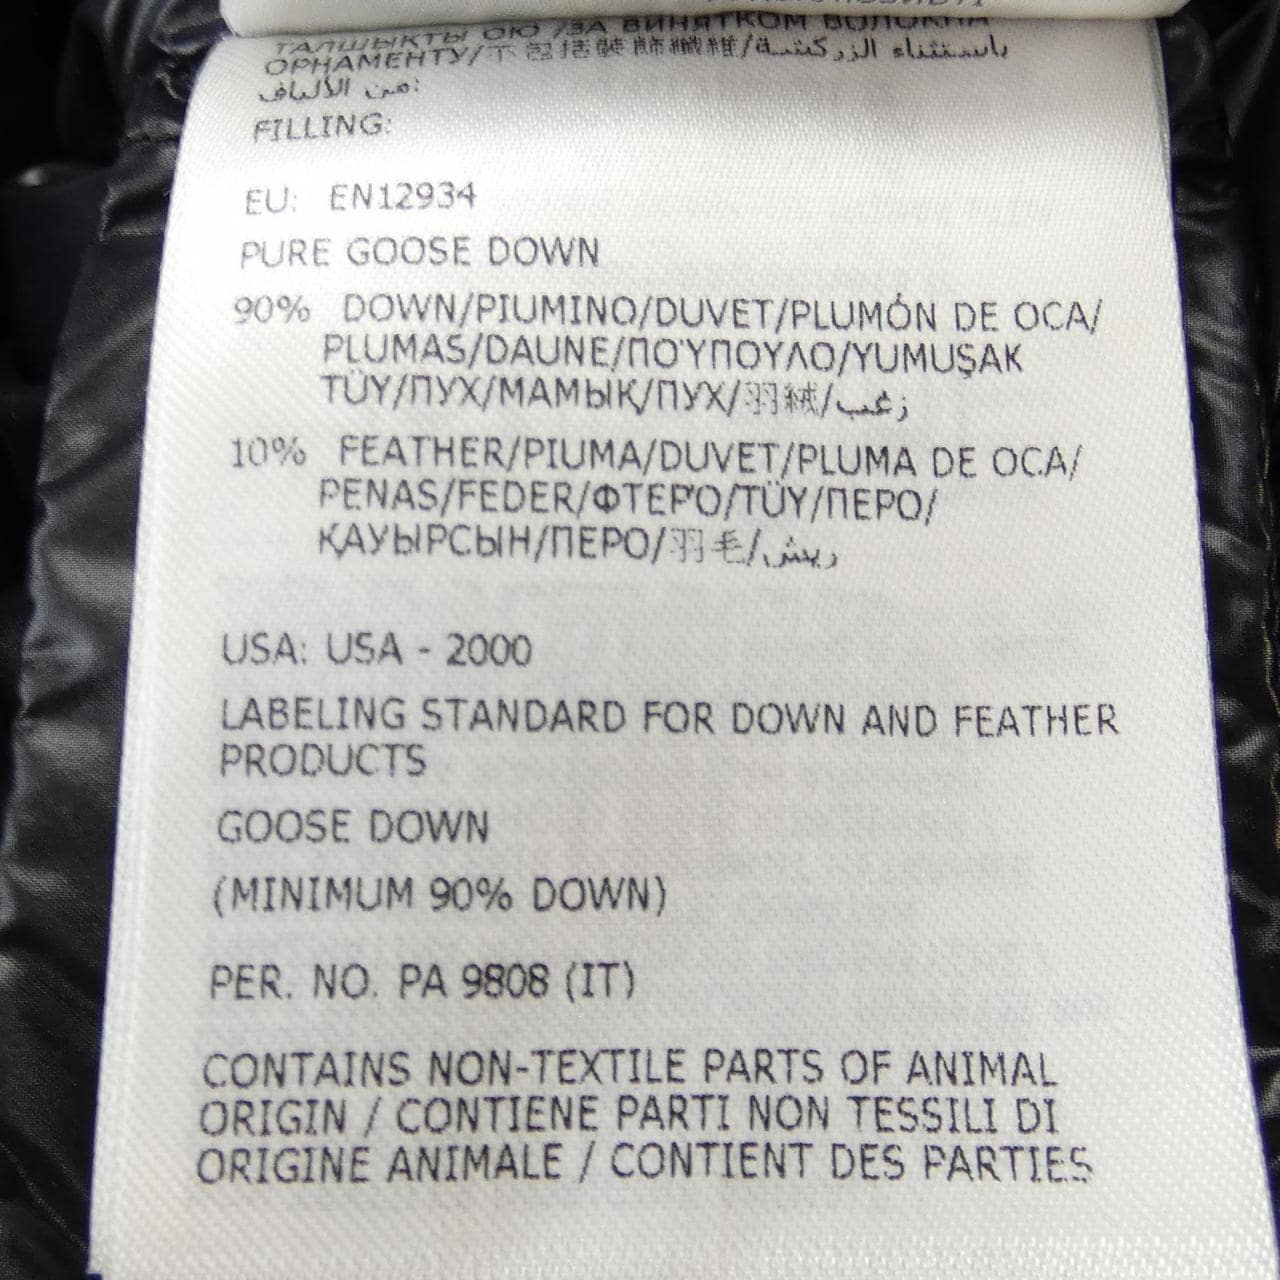 ТАЛШЫҚТЫ ОЮ /ЗА ВИНЯТКОМ ВОЛОКНА
ОРНАМЕНТУ/不包括裝飾纖維/باستثناء الزركشة
من الألياف:
FILLING:
EU: EN12934
PURE GOOSE DOWN
90% DOWN/PIUMINO/DUVET/PLUMÓN DE OCA/
PLUMAS/DAUNE/ΠΟΎΠΟΥΛΟ/YUMUŞAK
TÜY/ПУХ/МАМЫҚ/ПУХ/羽絨/زغب
10% FEATHER/PIUMA/DUVET/PLUMA DE OCA/
PENAS/FEDER/ΦΤΕΡΌ/TÜY/ПЕРО/
ҚАУЫРСЫН/ПЕРО/羽毛/ريش
USA: USA - 2000
LABELING STANDARD FOR DOWN AND FEATHER
PRODUCTS
GOOSE DOWN
(MINIMUM 90% DOWN)
PER. NO. PA 9808 (IT)
CONTAINS NON-TEXTILE PARTS OF ANIMAL
ORIGIN / CONTIENE PARTI NON TESSILI DI
ORIGINE ANIMALE / CONTIENT DES PARTIES